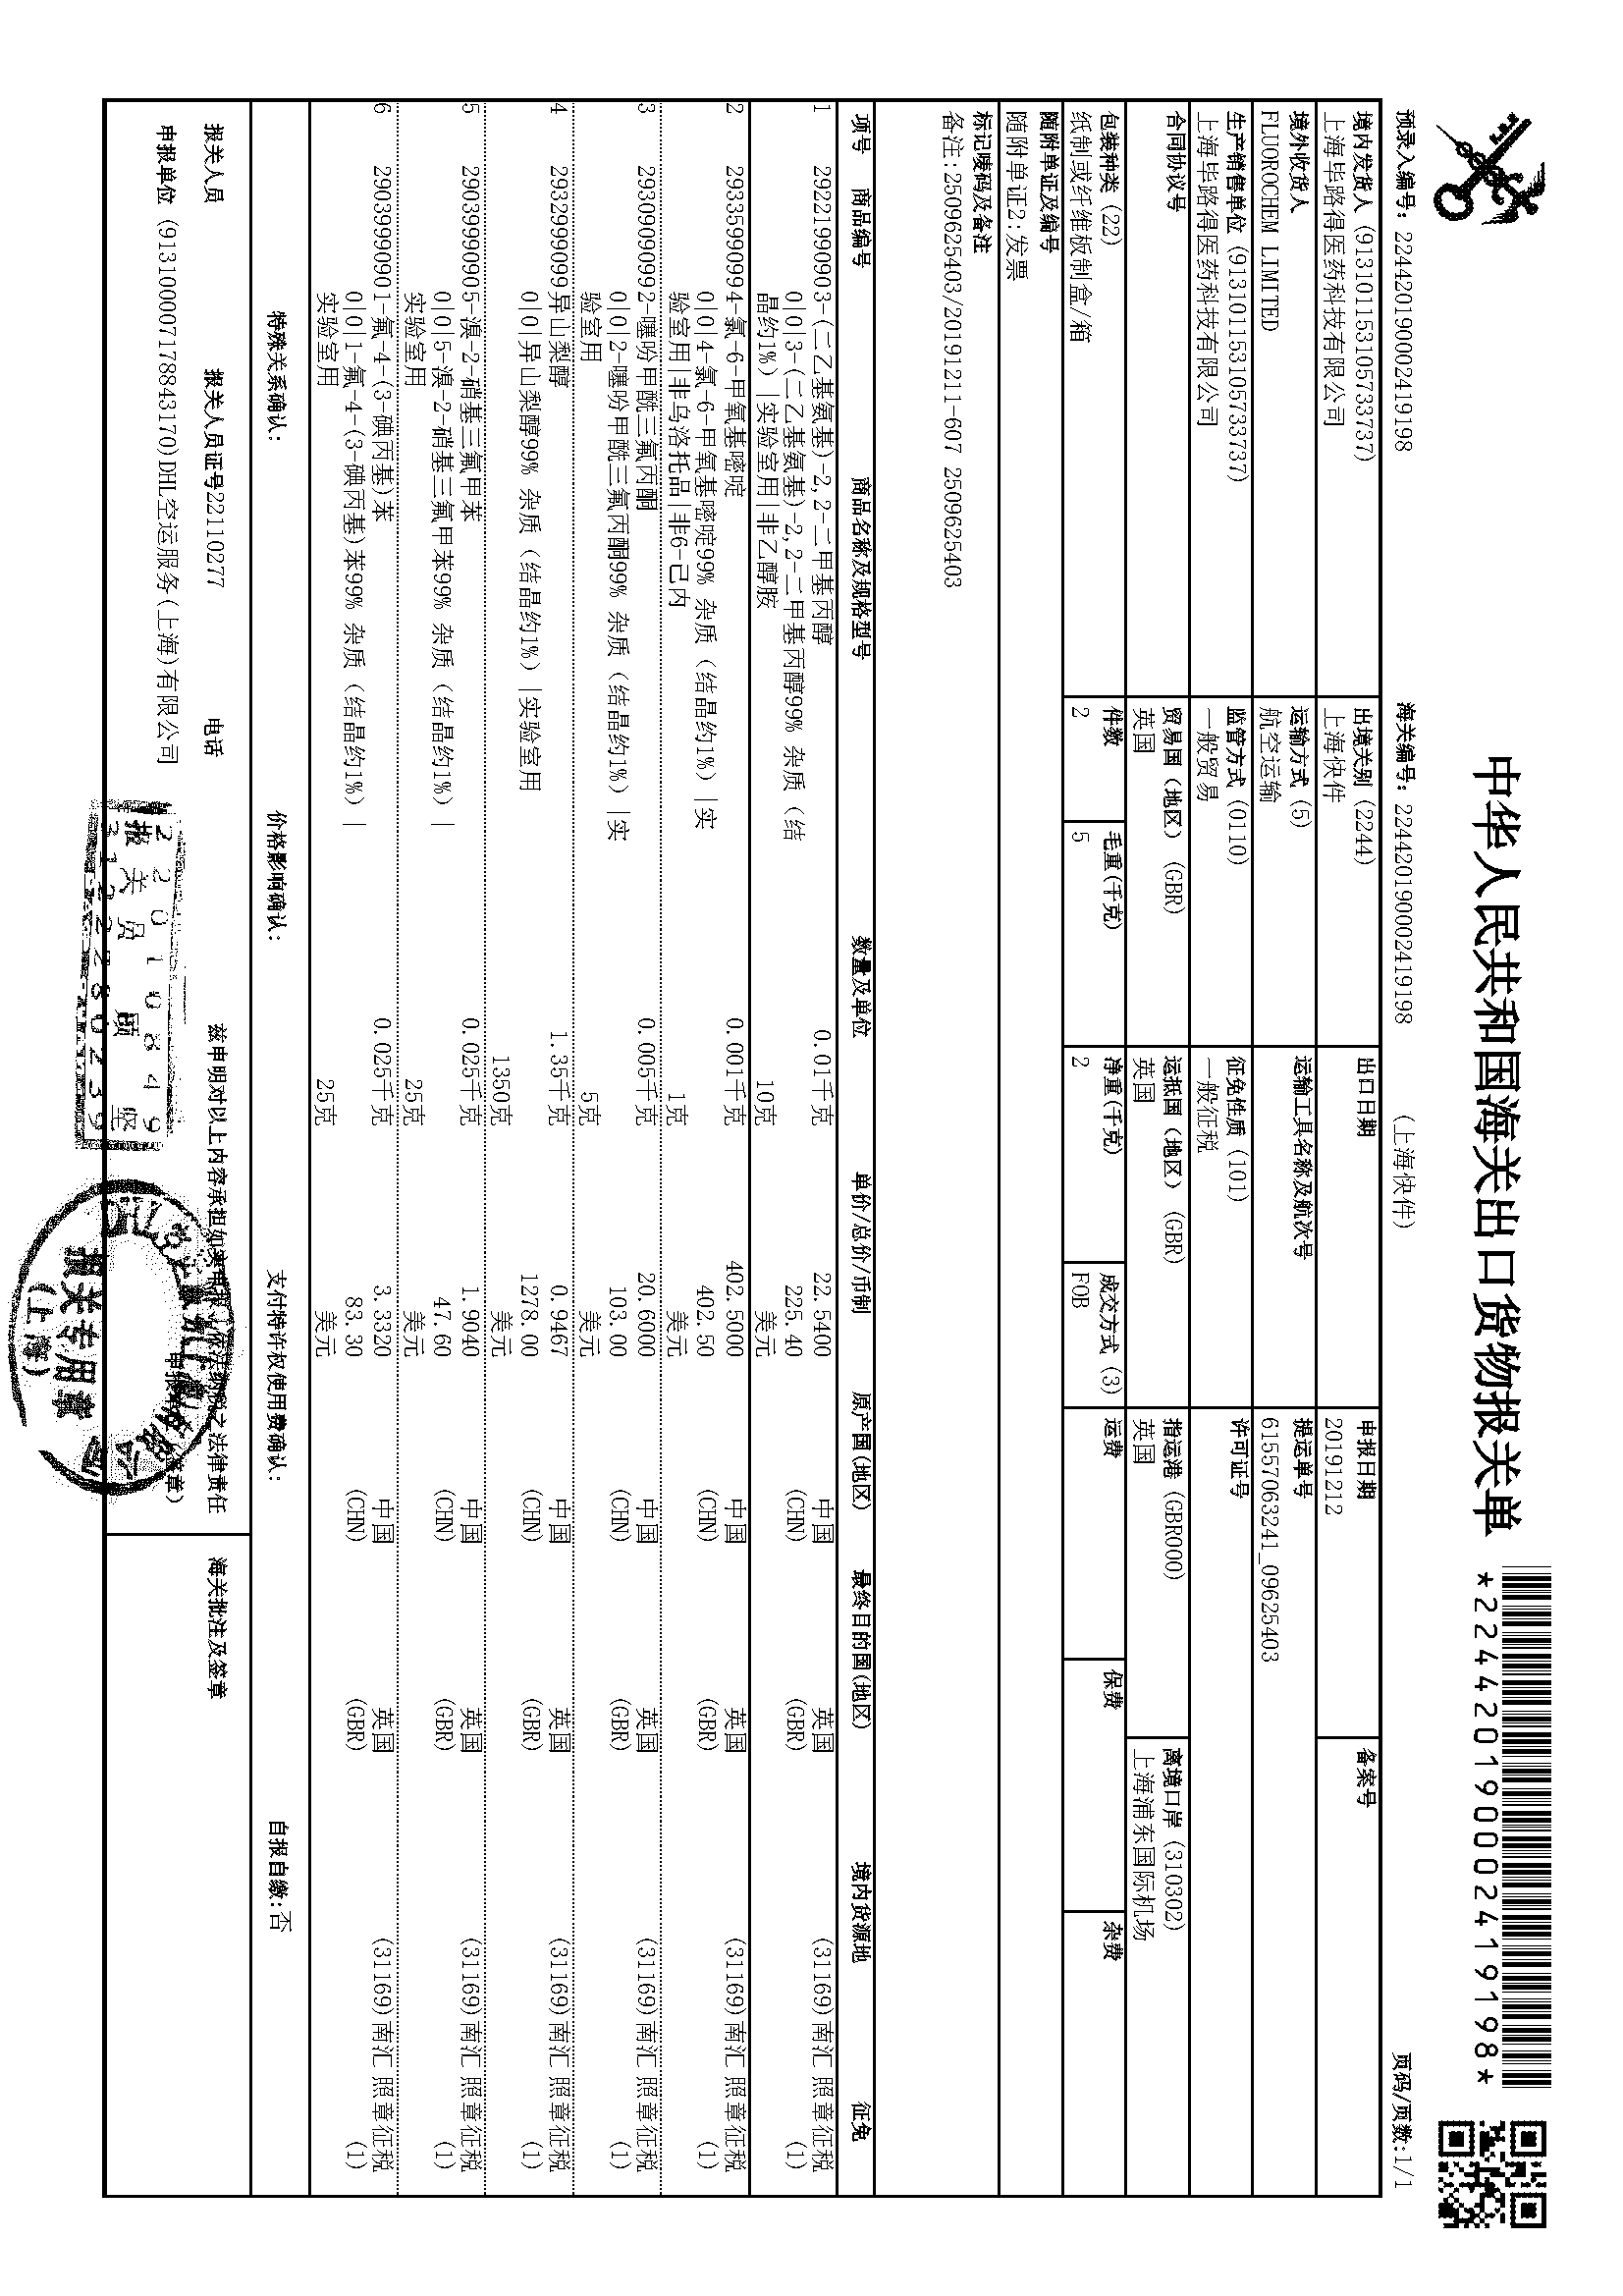 中华人民共和国海关出口货物报关单
*224420190002419198*
预录入编号: 224420190002419198 海关编号: 224420190002419198 (上海快件) 页码/页数:1/1
境内发货人 (913101153105733737) 出境关别 (2244) 出口日期 申报日期 备案号
上海毕路得医药科技有限公司 上海快件 20191212
境外收货人 运输方式 (5) 运输工具名称及航次号 提运单号
FLUOROCHEM LIMITED 航空运输 61557063241_09625403
生产销售单位 (913101153105733737) 监管方式 (0110) 征免性质 (101) 许可证号
上海毕路得医药科技有限公司 一般贸易 一般征税
合同协议号 贸易国 (地区) (GBR) 运抵国 (地区) (GBR) 指运港 (GBR000) 离境口岸 (310302)
英国 英国 英国 上海浦东国际机场
包装种类 (22) 件数 毛重(千克) 净重(千克) 成交方式 (3) 运费 保费 杂费
纸制或纤维板制盒/箱 2 5 2 FOB
随附单证及编号
随附单证2:发票
标记唛码及备注
备注:2509625403/20191211-607 2509625403
项号 商品编号 商品名称及规格型号 数量及单位 单价/总价/币制 原产国(地区) 最终目的国(地区) 境内货源地 征免
1 2922199090 3-(二乙基氨基)-2,2-二甲基丙醇 0.01千克 22.5400 中国 英国 (31169)南汇 照章征税
0|0|3-(二乙基氨基)-2,2-二甲基丙醇99% 杂质 (结 225.40 (CHN) (GBR) (1)
晶约1%) |实验室用|非乙醇胺 10克 美元
2 2933599099 4-氯-6-甲氧基嘧啶 0.001千克 402.5000 中国 英国 (31169)南汇 照章征税
0|0|4-氯-6-甲氧基嘧啶99% 杂质 (结晶约1%) |实 402.50 (CHN) (GBR) (1)
验室用|非乌洛托品|非6-己内 1克 美元
3 2930909099 2-噻吩甲酰三氟丙酮 0.005千克 20.6000 中国 英国 (31169)南汇 照章征税
0|0|2-噻吩甲酰三氟丙酮99% 杂质 (结晶约1%) |实 103.00 (CHN) (GBR) (1)
验室用 5克 美元
4 2932999099 异山梨醇 1.35千克 0.9467 中国 英国 (31169)南汇 照章征税
0|0|异山梨醇99% 杂质 (结晶约1%) |实验室用 1278.00 (CHN) (GBR) (1)
1350克 美元
5 2903999090 5-溴-2-硝基三氟甲苯 0.025千克 1.9040 中国 英国 (31169)南汇 照章征税
0|0|5-溴-2-硝基三氟甲苯99% 杂质 (结晶约1%) | 47.60 (CHN) (GBR) (1)
实验室用 25克 美元
6 2903999090 1-氟-4-(3-碘丙基)苯 0.025千克 3.3320 中国 英国 (31169)南汇 照章征税
0|0|1-氟-4-(3-碘丙基)苯99% 杂质 (结晶约1%) | 83.30 (CHN) (GBR) (1)
实验室用 25克 美元
特殊关系确认: 价格影响确认: 支付特许权使用费确认: 自报自缴:否
报关人员 报关人员证号22110277 电话 兹申明对以上内容承担如实申报、依法纳税之法律责任 海关批注及签章
申报单位 (913100007178843170)DHL空运服务(上海)有限公司
报关员
报关专用章
(上海)